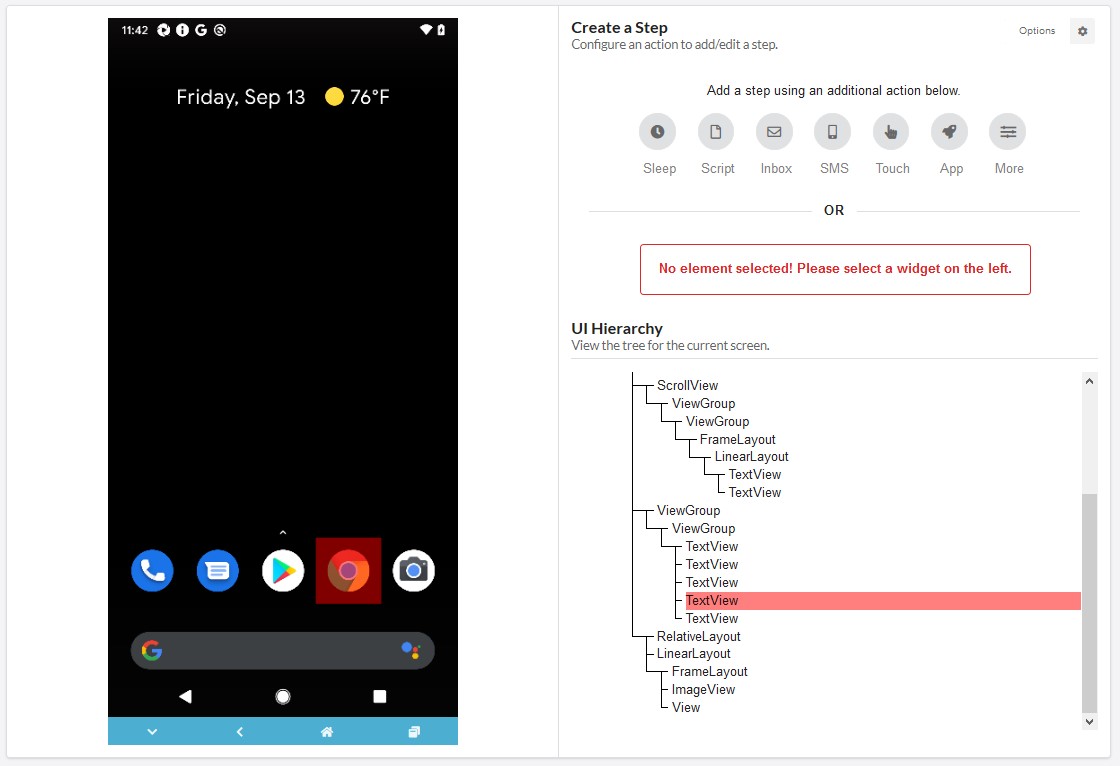 11:42
Friday, Sep 13 76°F
Create a Step
Configure an action to add/edit a step.
Options
Add a step using an additional action below.
Sleep Script Inbox SMS Touch App More
OR
No element selected! Please select a widget on the left.
UI Hierarchy
View the tree for the current screen.
ScrollView
ViewGroup
ViewGroup
FrameLayout
LinearLayout
TextView
TextView
ViewGroup
ViewGroup
TextView
TextView
TextView
TextView
TextView
RelativeLayout
LinearLayout
FrameLayout
ImageView
View